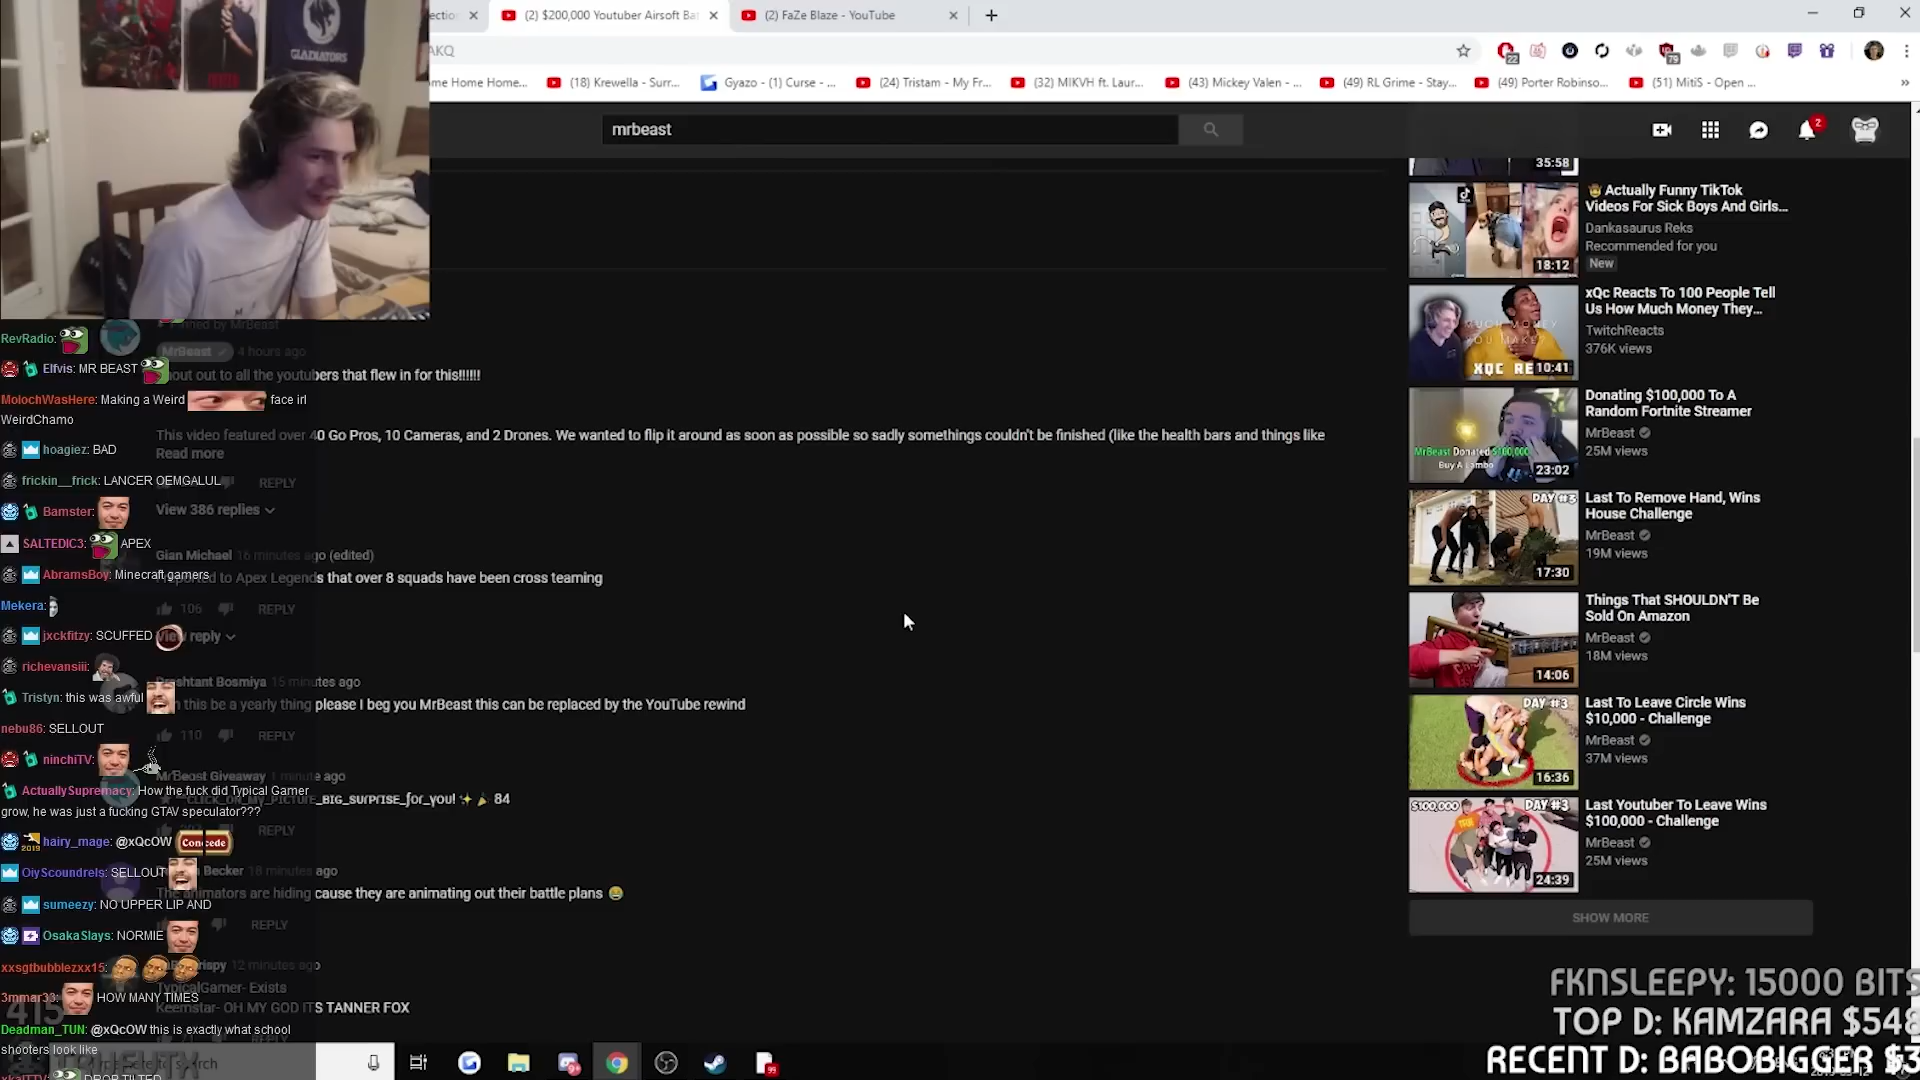 (2) $200,000 Youtuber Airsoft Ba
(2) FaZe Blaze - YouTube
AKQ
22
79
ome Home Home...
(18) Krewella - Surr...
Gyazo - (1) Curse - ...
(24) Tristam - My Fr...
(32) MIKVH ft. Laur...
(43) Mickey Valen - ...
(49) RL Grime - Stay...
(49) Porter Robinso...
(51) MitiS - Open ...
GLADIATORS
mrbeast
2
35:58
Actually Funny TikTok
Videos For Sick Boys And Girls...
Dankasaurus Reks
Recommended for you
New
18:12
xQc Reacts To 100 People Tell
Us How Much Money They...
TwitchReacts
376K views
XQC RE
10:41
Donating $100,000 To A
Random Fortnite Streamer
MrBeast
25M views
MrBeast Donated $100,000
Buy A Lambo
23:02
Last To Remove Hand, Wins
House Challenge
MrBeast
19M views
DAY #3
17:30
Things That SHOULDN'T Be
Sold On Amazon
MrBeast
18M views
14:06
Last To Leave Circle Wins
$10,000 - Challenge
MrBeast
37M views
DAY #3
16:36
Last Youtuber To Leave Wins
$100,000 - Challenge
MrBeast
25M views
$100,000
DAY #3
24:39
SHOW MORE
by MrBeast
MrBeast 4 hours ago
out out to all the youtubers that flew in for this!!!!!!
This video featured over 40 Go Pros, 10 Cameras, and 2 Drones. We wanted to flip it around as soon as possible so sadly somethings couldn't be finished (like the health bars and things like
Read more
REPLY
View 386 replies
Gian Michael 16 minutes ago (edited)
to Apex Legends that over 8 squads have been cross teaming
106 REPLY
View reply
Bosmiya 15 minutes ago
this be a yearly thing please I beg you MrBeast this can be replaced by the YouTube rewind
110 REPLY
MrBeast Giveaway 1 minute ago
CLICK_ON_MY_PICTURE_BIG_SURPRISE_for_you! 84
REPLY
Becker 18 minutes ago
The animators are hiding cause they are animating out their battle plans
REPLY
12 minutes ago
TypicalGamer- Exists
Keemstar- OH MY GOD ITS TANNER FOX
RevRadio:
Elfvis: MR BEAST
MolochWasHere: Making a Weird face irl
WeirdChamp
hoagiez: BAD
frickin__frick: LANCER OEMGALUL
Bamster:
SALTEDIC3: APEX
AbramsBoy: Minecraft gamers
Mekera:
jxckfitzy: SCUFFED
richevansiii:
Tristyn: this was awful
nebu86: SELLOUT
ninchiTV:
ActuallySupremacy: How the fuck did Typical Gamer
grow, he was just a fucking GTAV speculator???
hairy_mage: @xQcOW Concede
OiyScoundrels: SELLOUT
sumeezy: NO UPPER LIP AND
OsakaSlays: NORMIE
xxsgtbubblezxx15:
3mmar33: HOW MANY TIMES
Deadman_TUN: @xQcOW this is exactly what school
shooters look like
DROP TILTED
415
FKNSLEEPY: 15000 BITS
TOP D: KAMZARA $548
RECENT D: BABOBIGGER $3